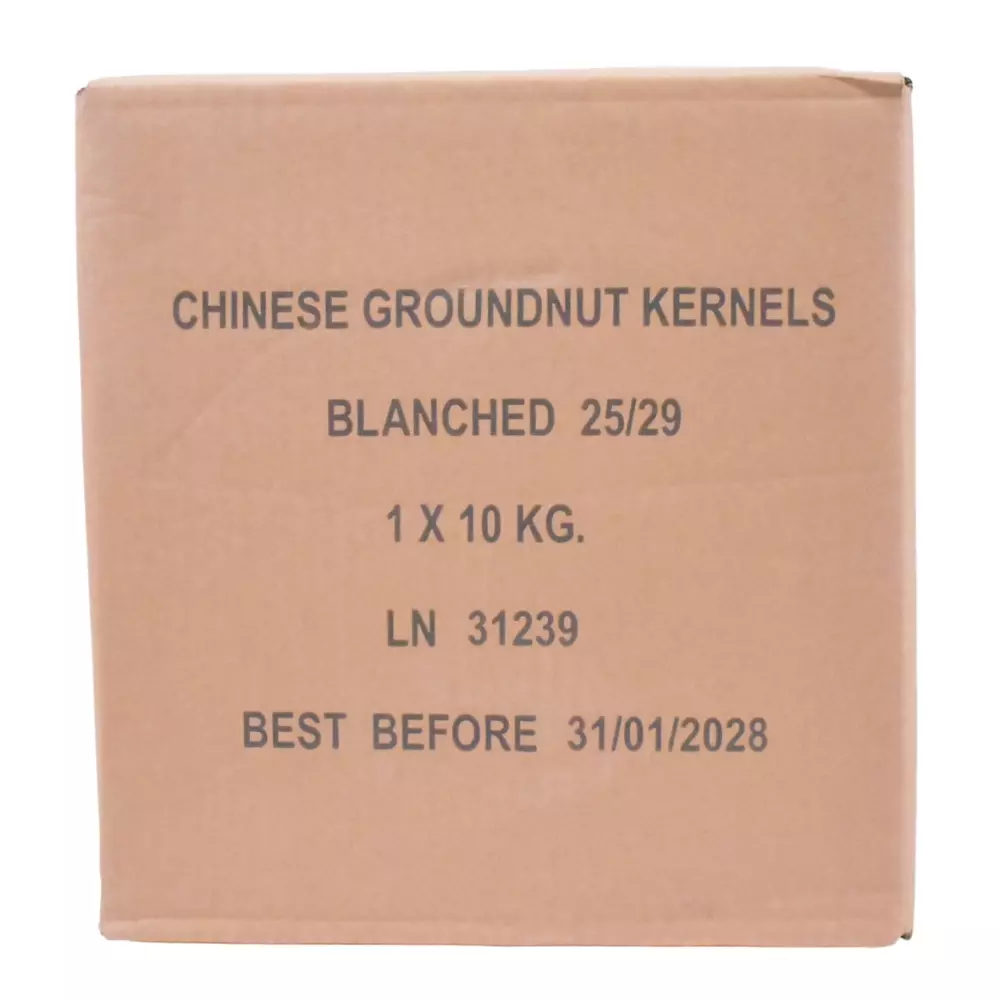 CHINESE GROUNDNUT KERNELS
BLANCHED 25/29
1 X 10 KG.
LN 31239
BEST BEFORE 31/01/2028